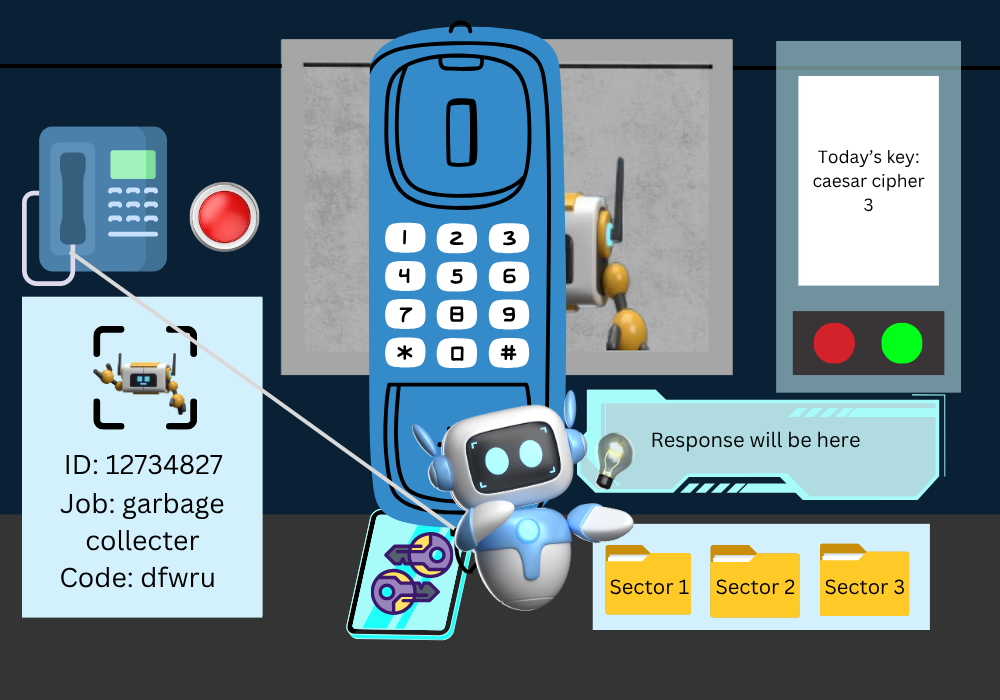 Today's key:
caesar cipher
3
1 2 3
4 5 6
7 8 9
* 0 #
Response will be here
ID: 12734827
Job: garbage
collecter
Code: dfwru
Sector 1 Sector 2 Sector 3